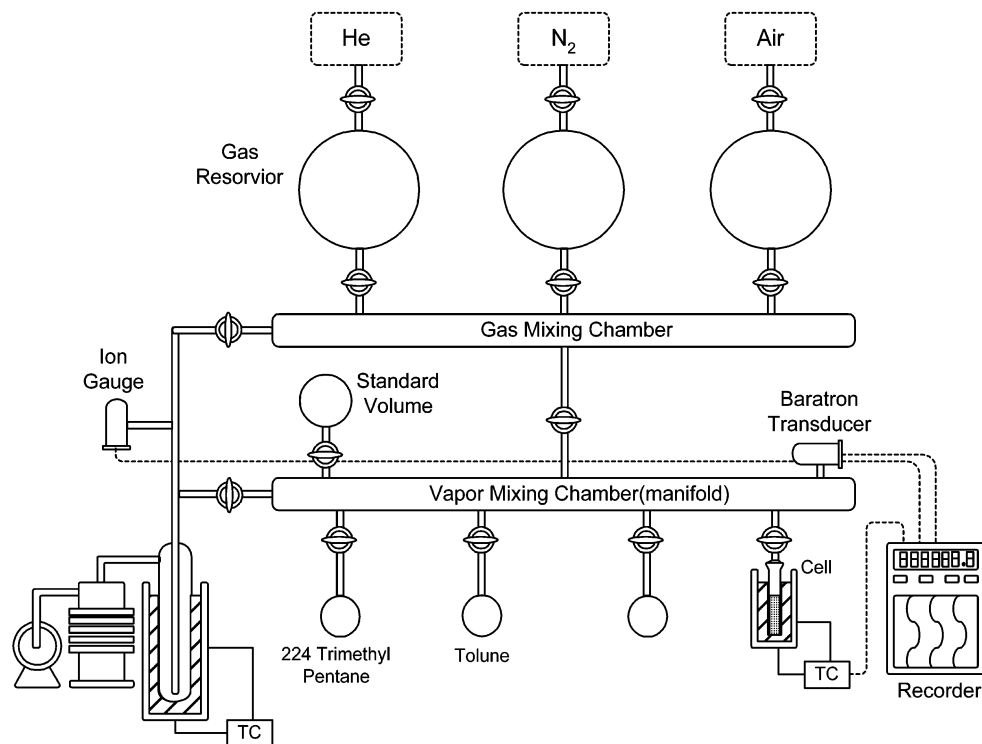 He
N2
Air
Gas
Resorvior
Gas Mixing Chamber
Ion
Gauge
Standard
Volume
Baratron
Transducer
Vapor Mixing Chamber(manifold)
Cell
224 Trimethyl
Pentane
Tolune
TC
TC
Recorder